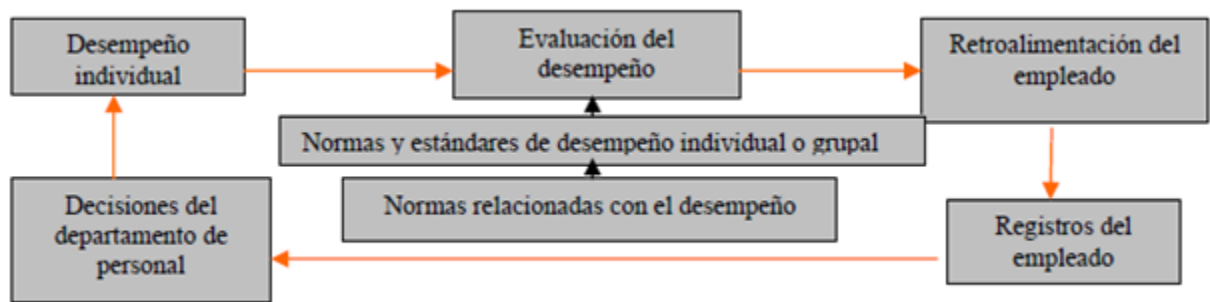 Desempeño
individual
Evaluación del
desempeño
Retroalimentación del
empleado
Normas y estándares de desempeño individual o grupal
Normas relacionadas con el desempeño
Decisiones del
departamento de
personal
Registros del
empleado